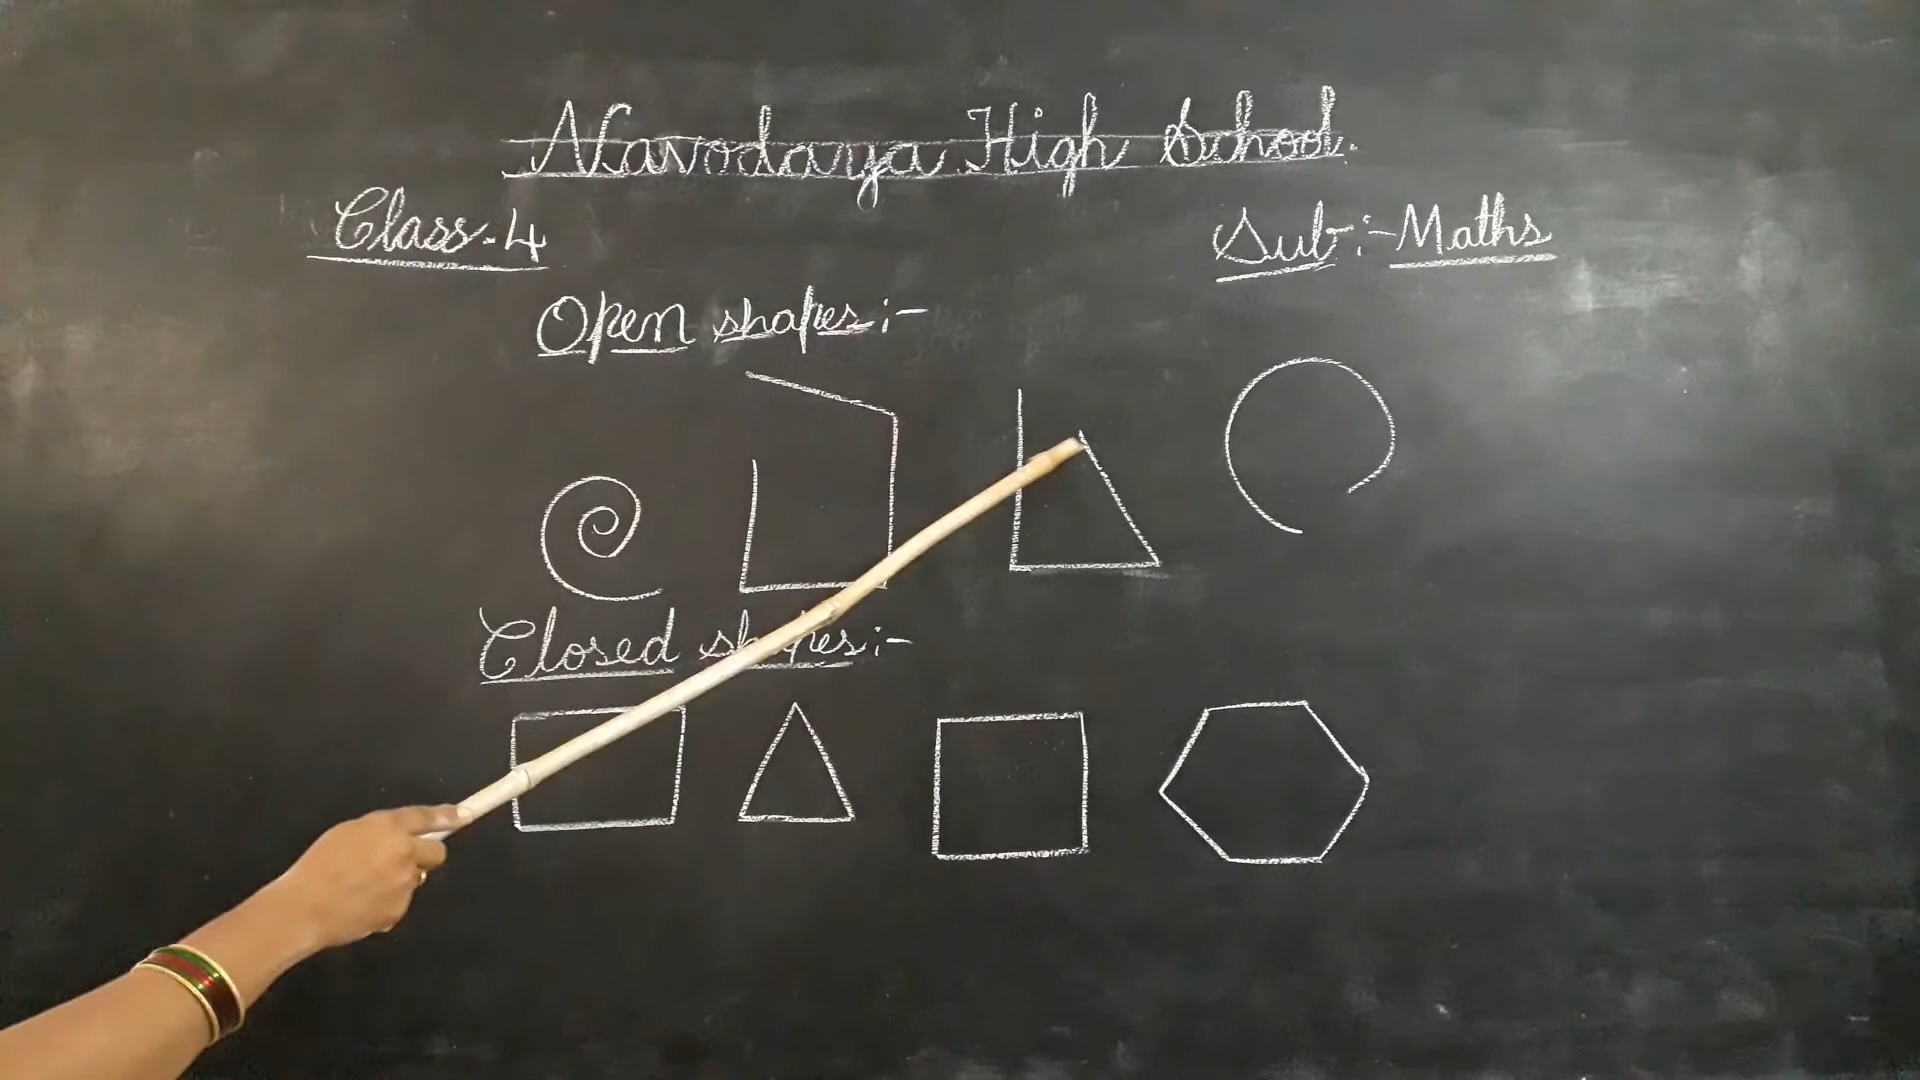 Navodaya High School.
Class-4
Sub:-Maths
Open shapes:-
Closed shapes:-